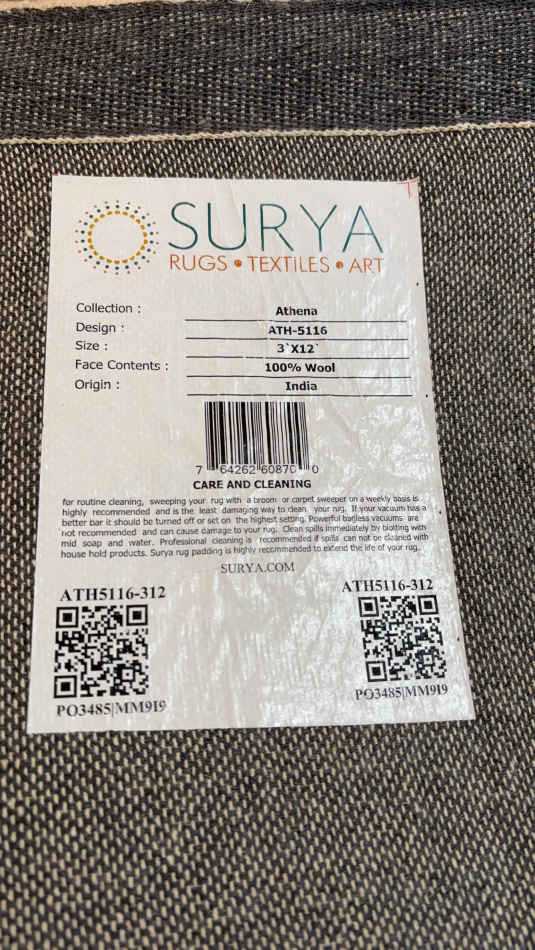 SURYA
RUGS • TEXTILES • ART
Collection : Athena
Design : ATH-5116
Size : 3`X12`
Face Contents : 100% Wool
Origin : India
7 64262 60870 0
CARE AND CLEANING
for routine cleaning, sweeping your rug with a broom or carpet sweeper on a weekly basis is
highly recommended and is the least damaging way to clean your rug. If your vacuum has a
better bar it should be turned off or set on the highest setting. Powerful bagless vacuums are
not recommended and can cause damage to your rug. Clean spills immediately by blotting with
mild soap and water. Professional cleaning is recommended if spills can not be cleaned with
house hold products. Surya rug padding is highly recommended to extend the life of your rug.
SURYA.COM
ATH5116-312 ATH5116-312
PO3485|MM9I9 PO3485|MM9I9